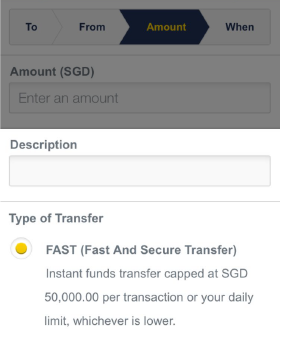 To From Amount When
Amount (SGD)
Enter an amount
Description
Type of Transfer
FAST (Fast And Secure Transfer)
Instant funds transfer capped at SGD
50,000.00 per transaction or your daily
limit, whichever is lower.